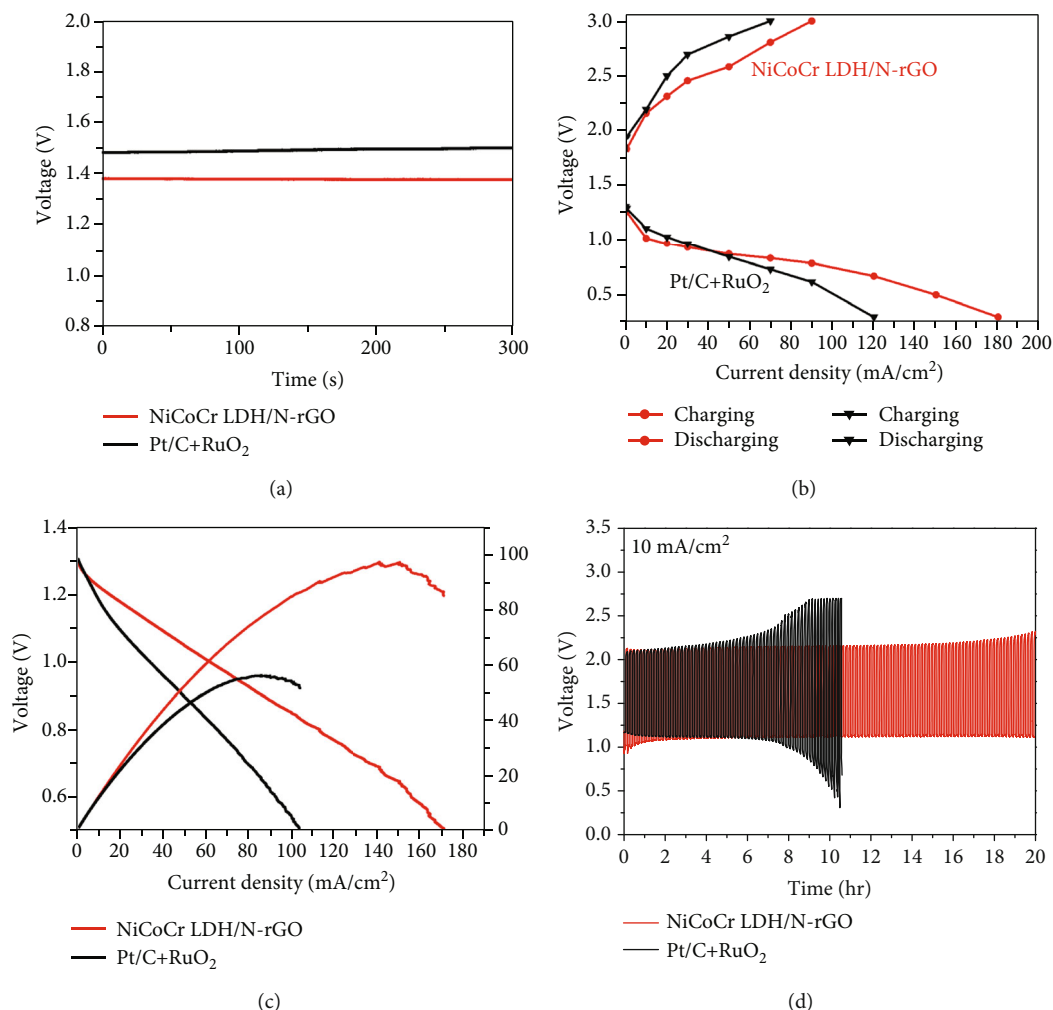 2.0
1.8
1.6
1.4
1.2
1.0
0.8
Voltage (V)
0
100
200
300
Time (s)
NiCoCr LDH/N-rGO
Pt/C+RuO₂
(a)
3.0
2.5
2.0
1.5
1.0
0.5
Voltage (V)
NiCoCr LDH/N-rGO
Pt/C+RuO₂
0 20 40 60 80 100 120 140 160 180 200
Current density (mA/cm²)
Charging
Discharging
Charging
Discharging
(b)
1.4
1.2
1.0
0.8
0.6
Voltage (V)
100
80
60
40
20
0
0 20 40 60 80 100 120 140 160 180
Current density (mA/cm²)
NiCoCr LDH/N-rGO
Pt/C+RuO₂
(c)
10 mA/cm²
3.5
3.0
2.5
2.0
1.5
1.0
0.5
0.0
Voltage (V)
0 2 4 6 8 10 12 14 16 18 20
Time (hr)
NiCoCr LDH/N-rGO
Pt/C+RuO₂
(d)